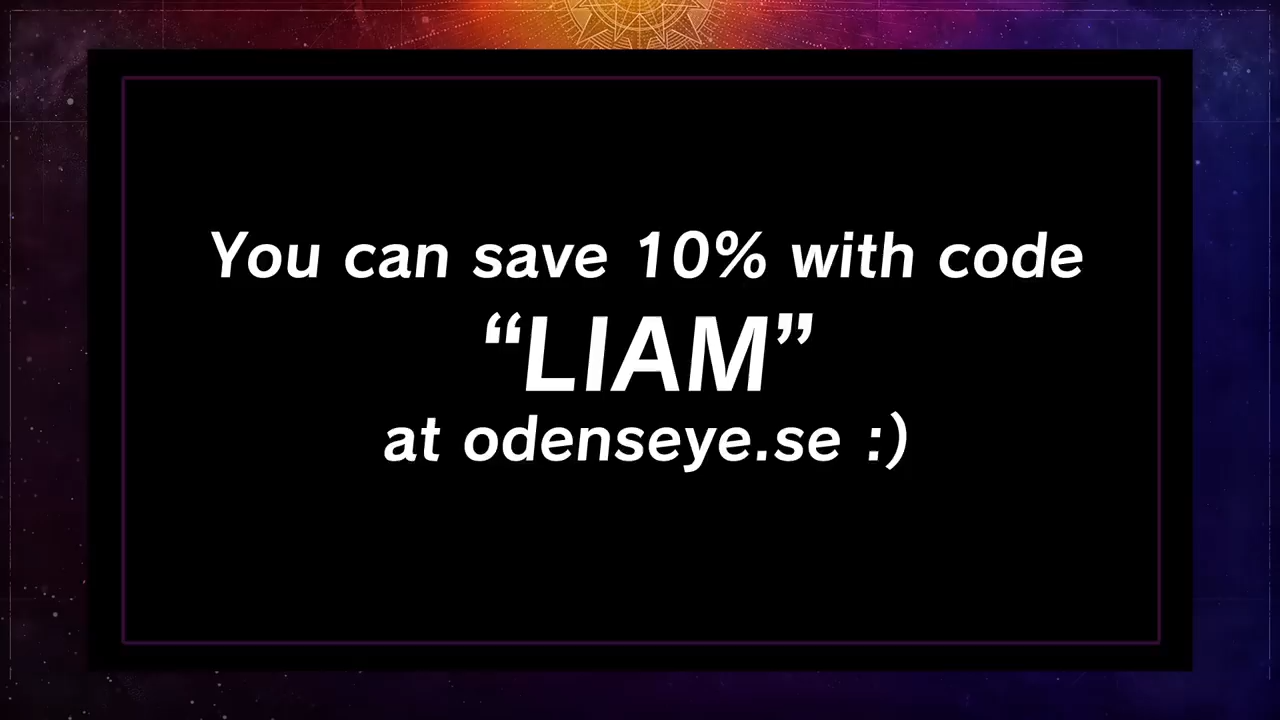 You can save 10% with code
“LIAM”
at odenseye.se :)